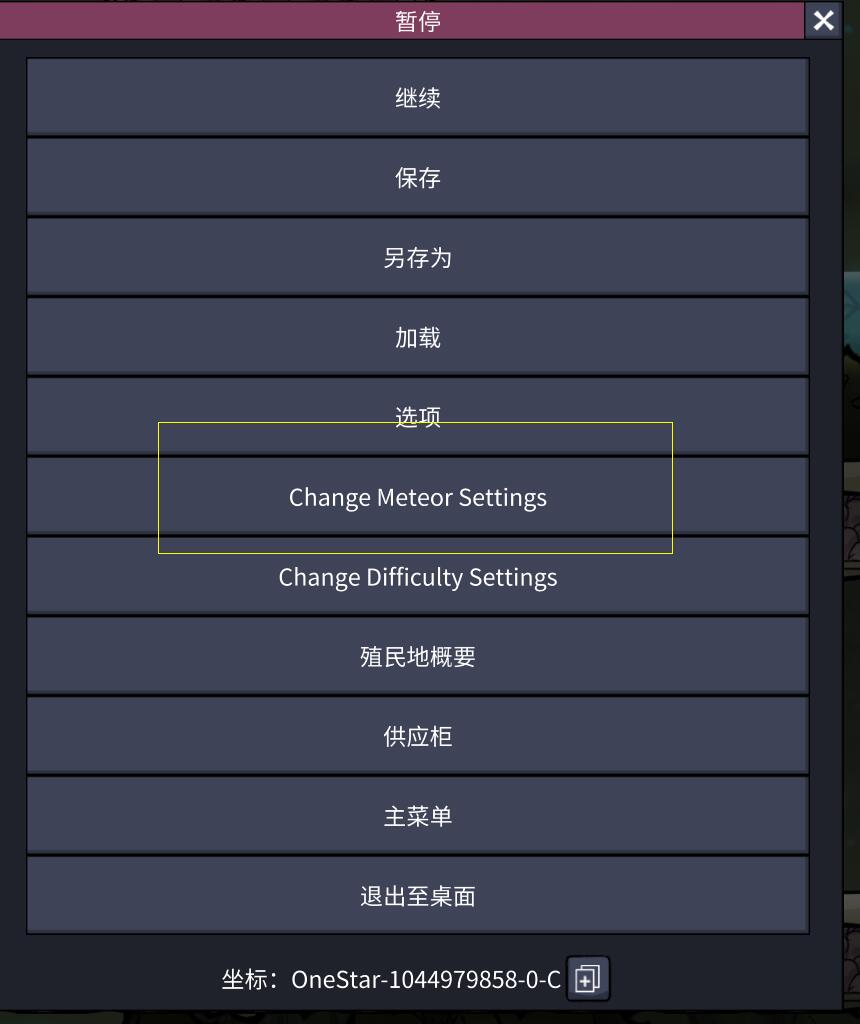 暂停
继续
保存
另存为
加载
选项
Change Meteor Settings
Change Difficulty Settings
殖民地概要
供应柜
主菜单
退出至桌面
坐标：OneStar-1044979858-0-C